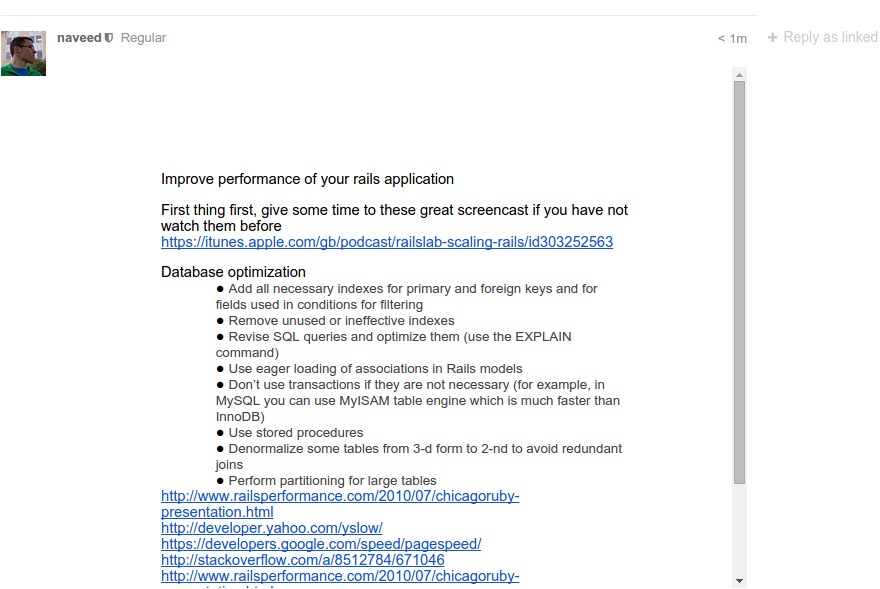 naveed Regular < 1m + Reply as linked
Improve performance of your rails application
First thing first, give some time to these great screencast if you have not
watch them before
https://itunes.apple.com/gb/podcast/railslab-scaling-rails/id303252563
Database optimization
● Add all necessary indexes for primary and foreign keys and for
fields used in conditions for filtering
● Remove unused or ineffective indexes
● Revise SQL queries and optimize them (use the EXPLAIN
command)
● Use eager loading of associations in Rails models
● Don’t use transactions if they are not necessary (for example, in
MySQL you can use MyISAM table engine which is much faster than
InnoDB)
● Use stored procedures
● Denormalize some tables from 3-d form to 2-nd to avoid redundant
joins
● Perform partitioning for large tables
http://www.railsperformance.com/2010/07/chicagoruby-
presentation.html
http://developer.yahoo.com/yslow/
https://developers.google.com/speed/pagespeed/
http://stackoverflow.com/a/8512784/671046
http://www.railsperformance.com/2010/07/chicagoruby-